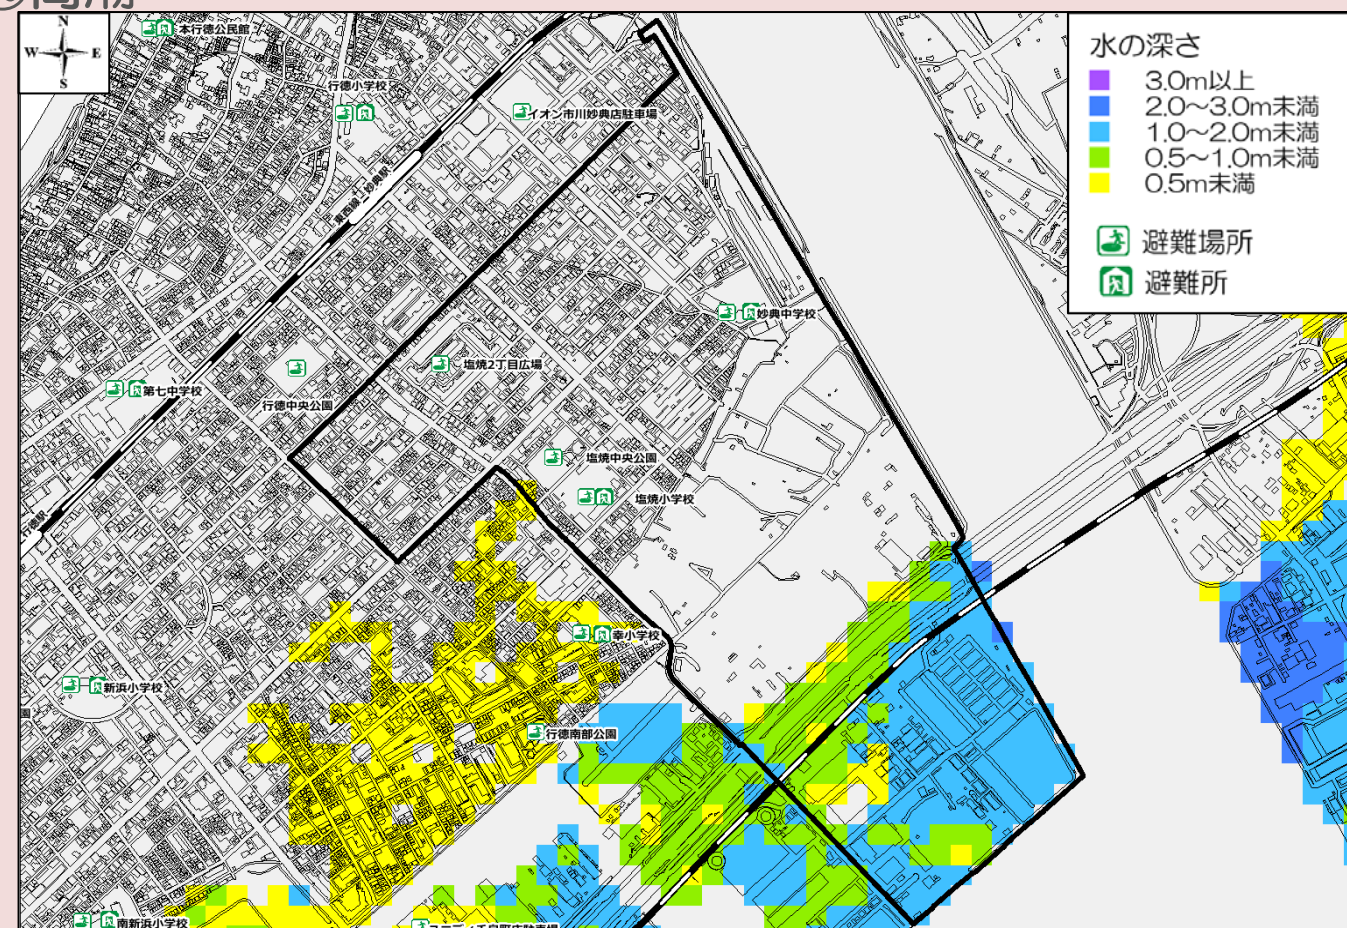 高潮
N
W E
S
本行徳公民館
行徳小学校
イオン市川妙典店駐車場
東西線 妙典駅
妙典中学校
塩焼2丁目広場
第七中学校
行徳中央公園
塩焼中央公園
塩焼小学校
行徳駅
幸小学校
新浜小学校
行徳南部公園
南新浜小学校
水の深さ
3.0m以上
2.0～3.0m未満
1.0～2.0m未満
0.5～1.0m未満
0.5m未満
避難場所
避難所